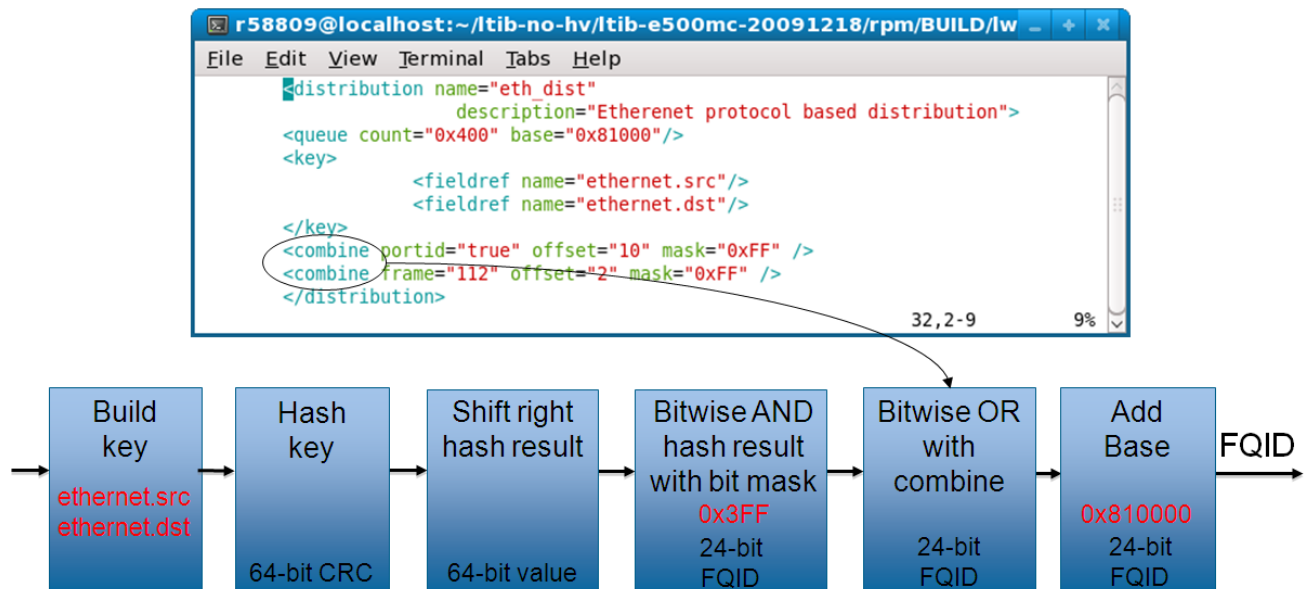 r58809@localhost:~/ltib-no-hv/ltib-e500mc-20091218/rpm/BUILD/lw
File Edit View Terminal Tabs Help
<distribution name="eth_dist"
description="Etherenet protocol based distribution">
<queue count="0x400" base="0x81000"/>
<key>
<fieldref name="ethernet.src"/>
<fieldref name="ethernet.dst"/>
</key>
<combine portid="true" offset="10" mask="0xFF" />
<combine frame="112" offset="2" mask="0xFF" />
</distribution>
32,2-9 9%
Build
key
ethernet.src
ethernet.dst
Hash
key
64-bit CRC
Shift right
hash result
64-bit value
Bitwise AND
hash result
with bit mask
0x3FF
24-bit
FQID
Bitwise OR
with
combine
24-bit
FQID
Add
Base
0x810000
24-bit
FQID
FQID